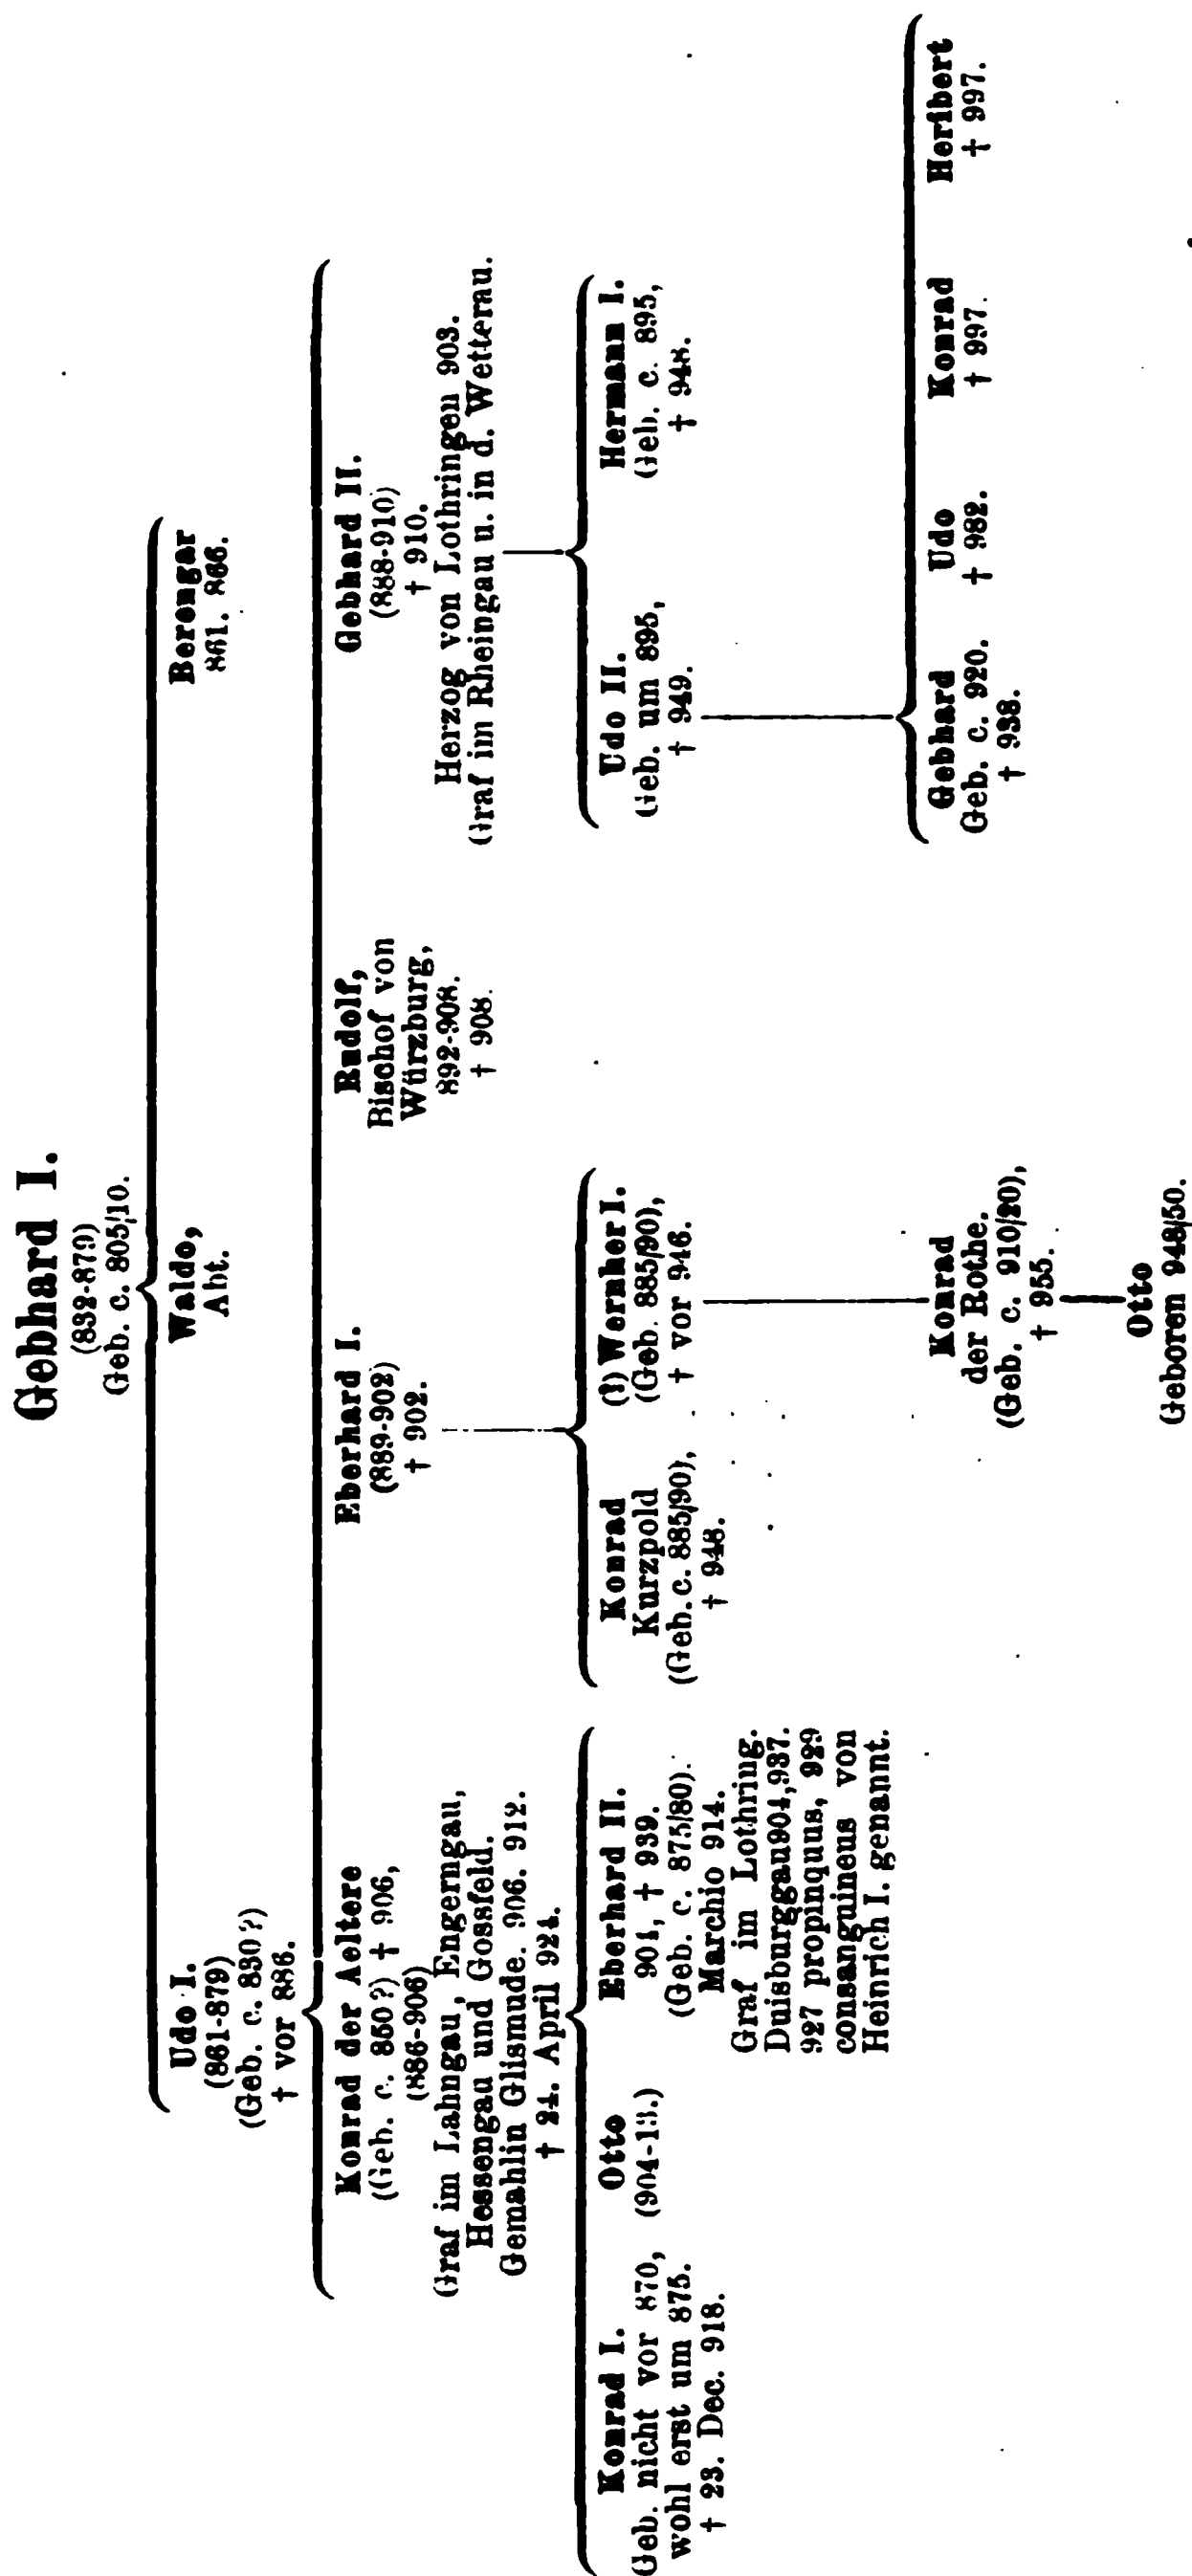 Gebhard I.
(832-879)
Geb. c. 805/10.
Udo I.
(861-879)
(Geb. c. 830?)
† vor 886.
Waldo,
Abt.
Berengar
861. 866.
Konrad der Aeltere
(Geb. c. 850?) † 906,
(886-906)
Graf im Lahngau, Engerngau,
Hessengau und Gossfeld.
Gemahlin Glismude. 906. 912.
† 24. April 924.
Eberhard I.
(889-902)
† 902.
Rudolf,
Bischof von
Würzburg,
892-908.
† 908.
Gebhard II.
(888-910)
† 910.
Herzog von Lothringen 903.
Graf im Rheingau u. in d. Wetterau.
Konrad I.
Geb. nicht vor 870,
wohl erst um 875.
† 23. Dec. 918.
Otto
(904-13.)
Eberhard II.
901, † 939.
(Geb. c. 875/80).
Marchio 914.
Graf im Lothring.
Duisburggau 904, 937.
927 propinquus, 929
consanguineus von
Heinrich I. genannt.
Konrad
Kurzpold
(Geb. c. 885/90),
† 948.
(?) Wernher I.
(Geb. 885/90),
† vor 946.
Udo II.
(Geb. um 895,
† 949.
Hermann I.
(Geb. c. 895,
† 948.
Konrad
der Rothe.
(Geb. c. 910/20),
† 955.
Gebhard
Geb. c. 920.
† 938.
Udo
† 982.
Konrad
† 997.
Heribert
† 997.
Otto
Geboren 948/50.